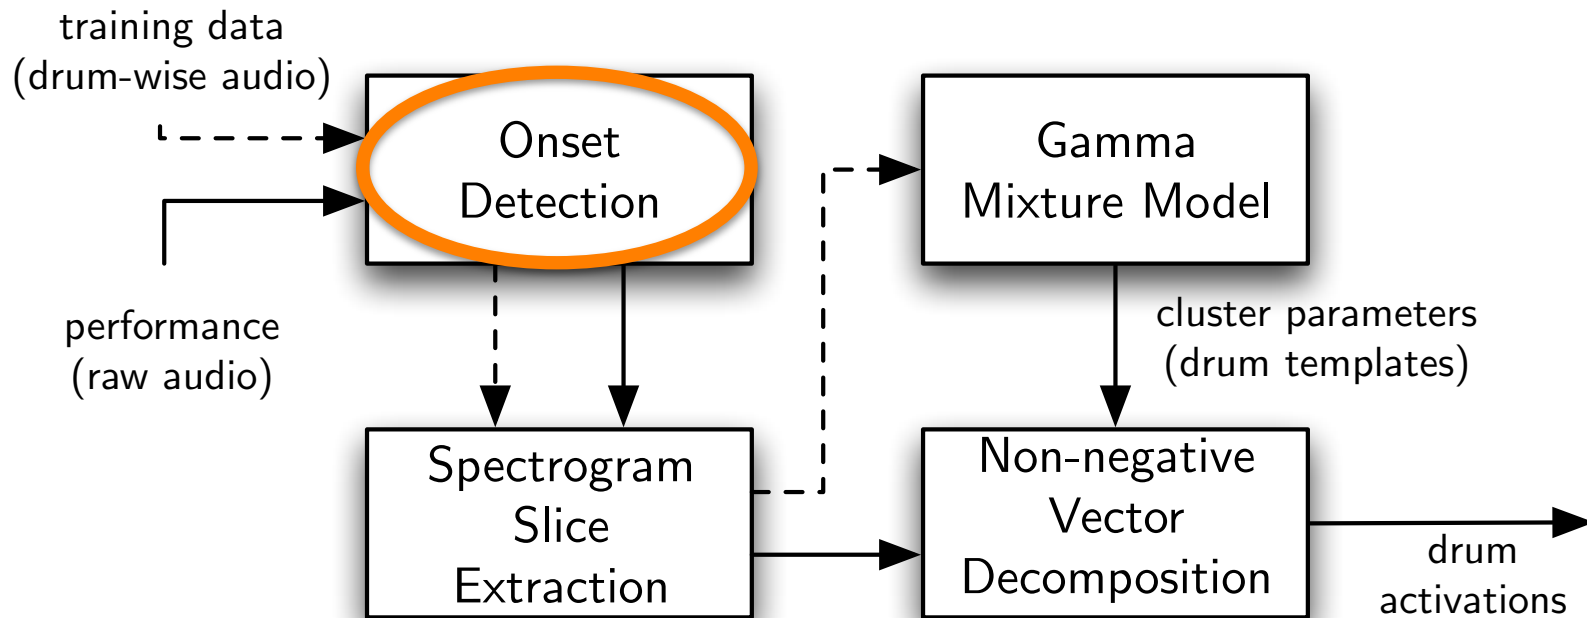 training data
(drum-wise audio)
Onset
Detection
Gamma
Mixture Model
performance
(raw audio)
cluster parameters
(drum templates)
Spectrogram
Slice
Extraction
Non-negative
Vector
Decomposition
drum
activations